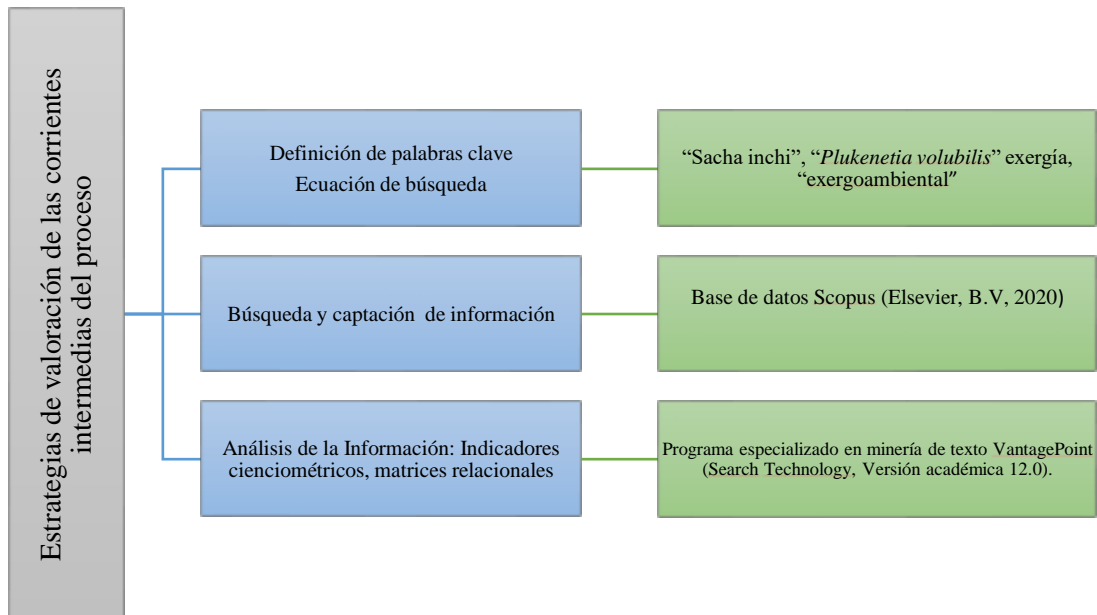 Estrategias de valoración de las corrientes
intermedias del proceso
Definición de palabras clave
Ecuación de búsqueda
“Sacha inchi”, “Plukenetia volubilis” exergía,
“exergoambiental”
Búsqueda y captación de información
Base de datos Scopus (Elsevier, B.V, 2020)
Análisis de la Información: Indicadores
cienciométricos, matrices relacionales
Programa especializado en minería de texto VantagePoint
(Search Technology, Versión académica 12.0).